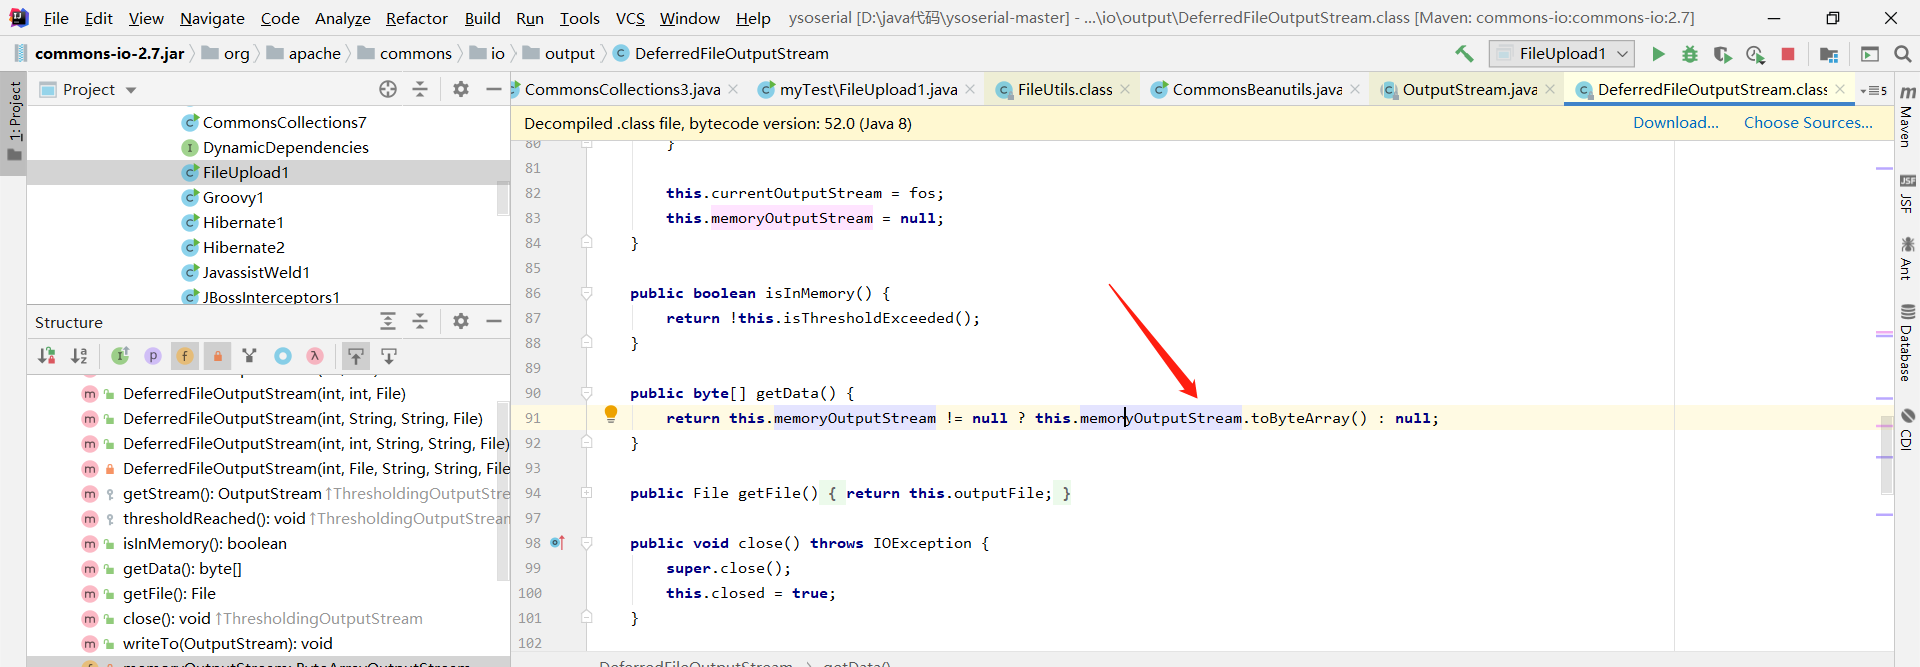 File Edit View Navigate Code Analyze Refactor Build Run Tools VCS Window Help ysoserial [D:\java代码\ysoserial-master] - ...\io\output\DeferredFileOutputStream.class [Maven: commons-io:commons-io:2.7]
commons-io-2.7.jar org apache commons io output DeferredFileOutputStream FileUpload1
1: Project
Project
CommonsCollections3.java myTest\FileUpload1.java FileUtils.class CommonsBeanutils.java OutputStream.java DeferredFileOutputStream.class 5
Decompiled .class file, bytecode version: 52.0 (Java 8) Download... Choose Sources...
CommonsCollections7
DynamicDependencies
FileUpload1
Groovy1
Hibernate1
Hibernate2
JavassistWeld1
JBossInterceptors1
Structure
DeferredFileOutputStream(int, int, File)
DeferredFileOutputStream(int, String, String, File)
DeferredFileOutputStream(int, int, String, String, File)
DeferredFileOutputStream(int, File, String, String, File
getStream(): OutputStream ↑ThresholdingOutputStre
thresholdReached(): void ↑ThresholdingOutputStream
isInMemory(): boolean
getData(): byte[]
getFile(): File
close(): void ↑ThresholdingOutputStream
writeTo(OutputStream): void
memoryOutputStream: ByteArrayOutputStream
80 }
81
82 this.currentOutputStream = fos;
83 this.memoryOutputStream = null;
84 }
85
86 public boolean isInMemory() {
87 return !this.isThresholdExceeded();
88 }
89
90 public byte[] getData() {
91 return this.memoryOutputStream != null ? this.memoryOutputStream.toByteArray() : null;
92 }
93
94 public File getFile() { return this.outputFile; }
97
98 public void close() throws IOException {
99 super.close();
100 this.closed = true;
101 }
102
DeferredFileOutputStream > getData()
Maven
JSF
Ant
Database
CDI